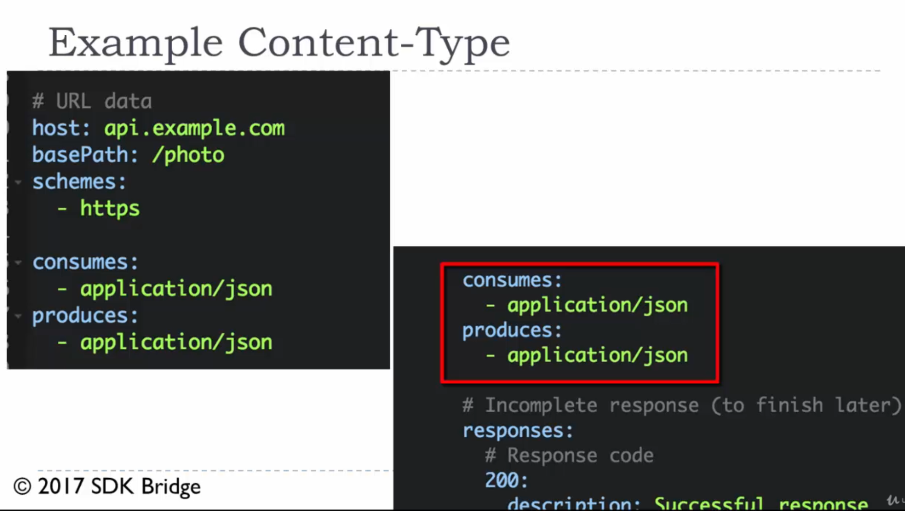 Example Content-Type
# URL data
host: api.example.com
basePath: /photo
schemes:
- https
consumes:
- application/json
produces:
- application/json
consumes:
- application/json
produces:
- application/json
# Incomplete response (to finish later)
responses:
# Response code
200:
description: Successful response
© 2017 SDK Bridge